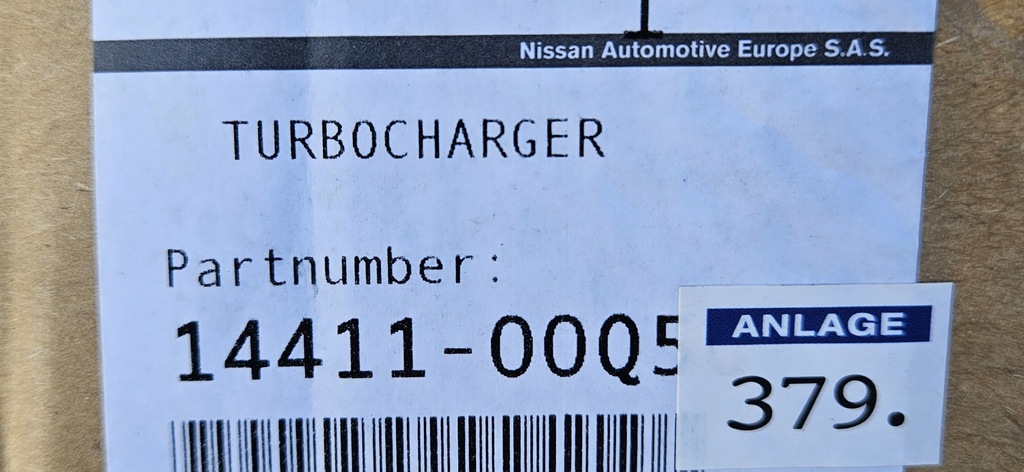 Nissan Automotive Europe S.A.S.
TURBOCHARGER
Partnumber:
14411-00Q5
ANLAGE
379.